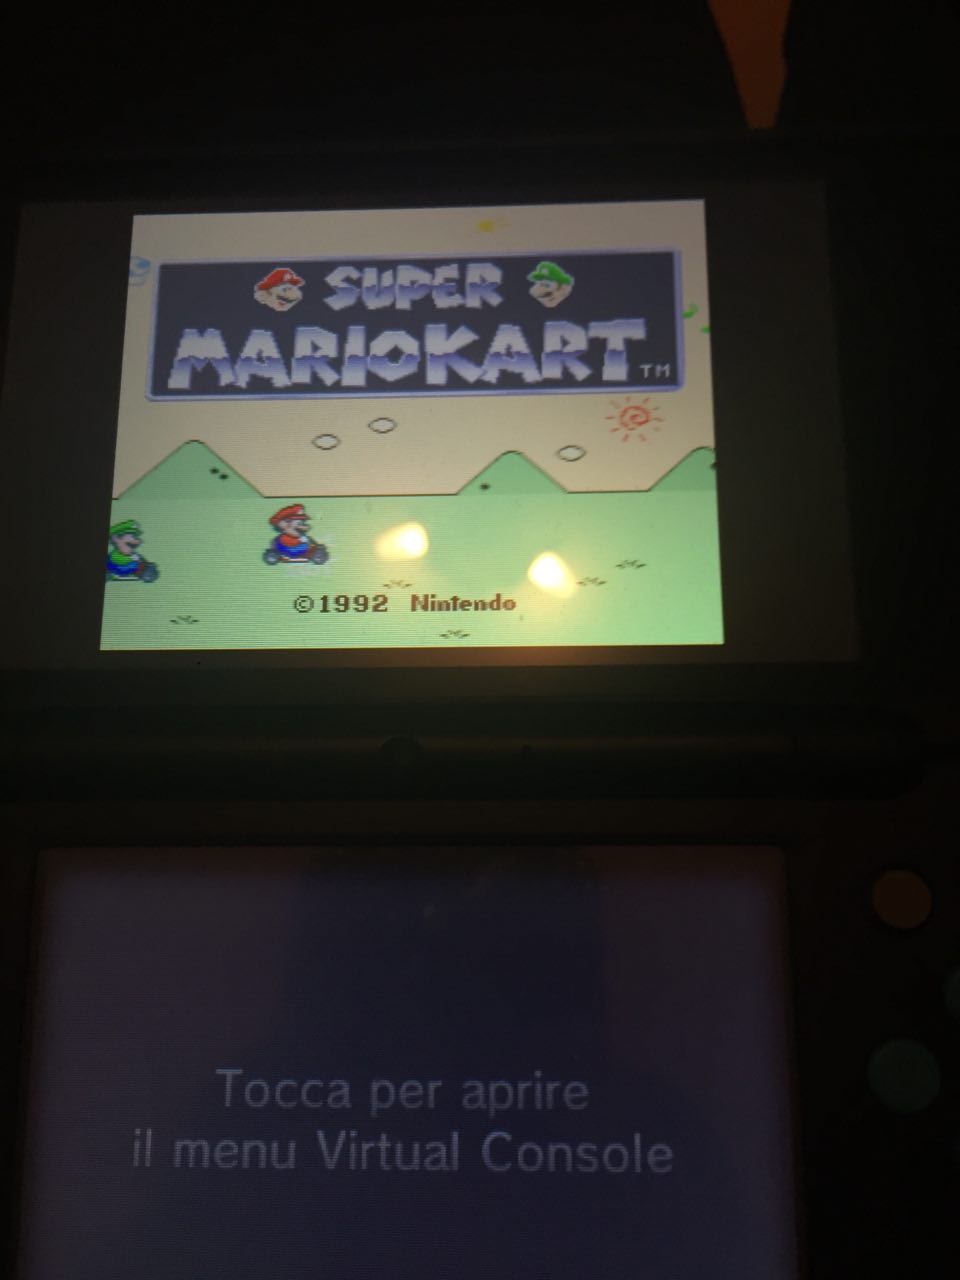 SUPER
MARIOKART TM
©1992 Nintendo
Tocca per aprire
il menu Virtual Console